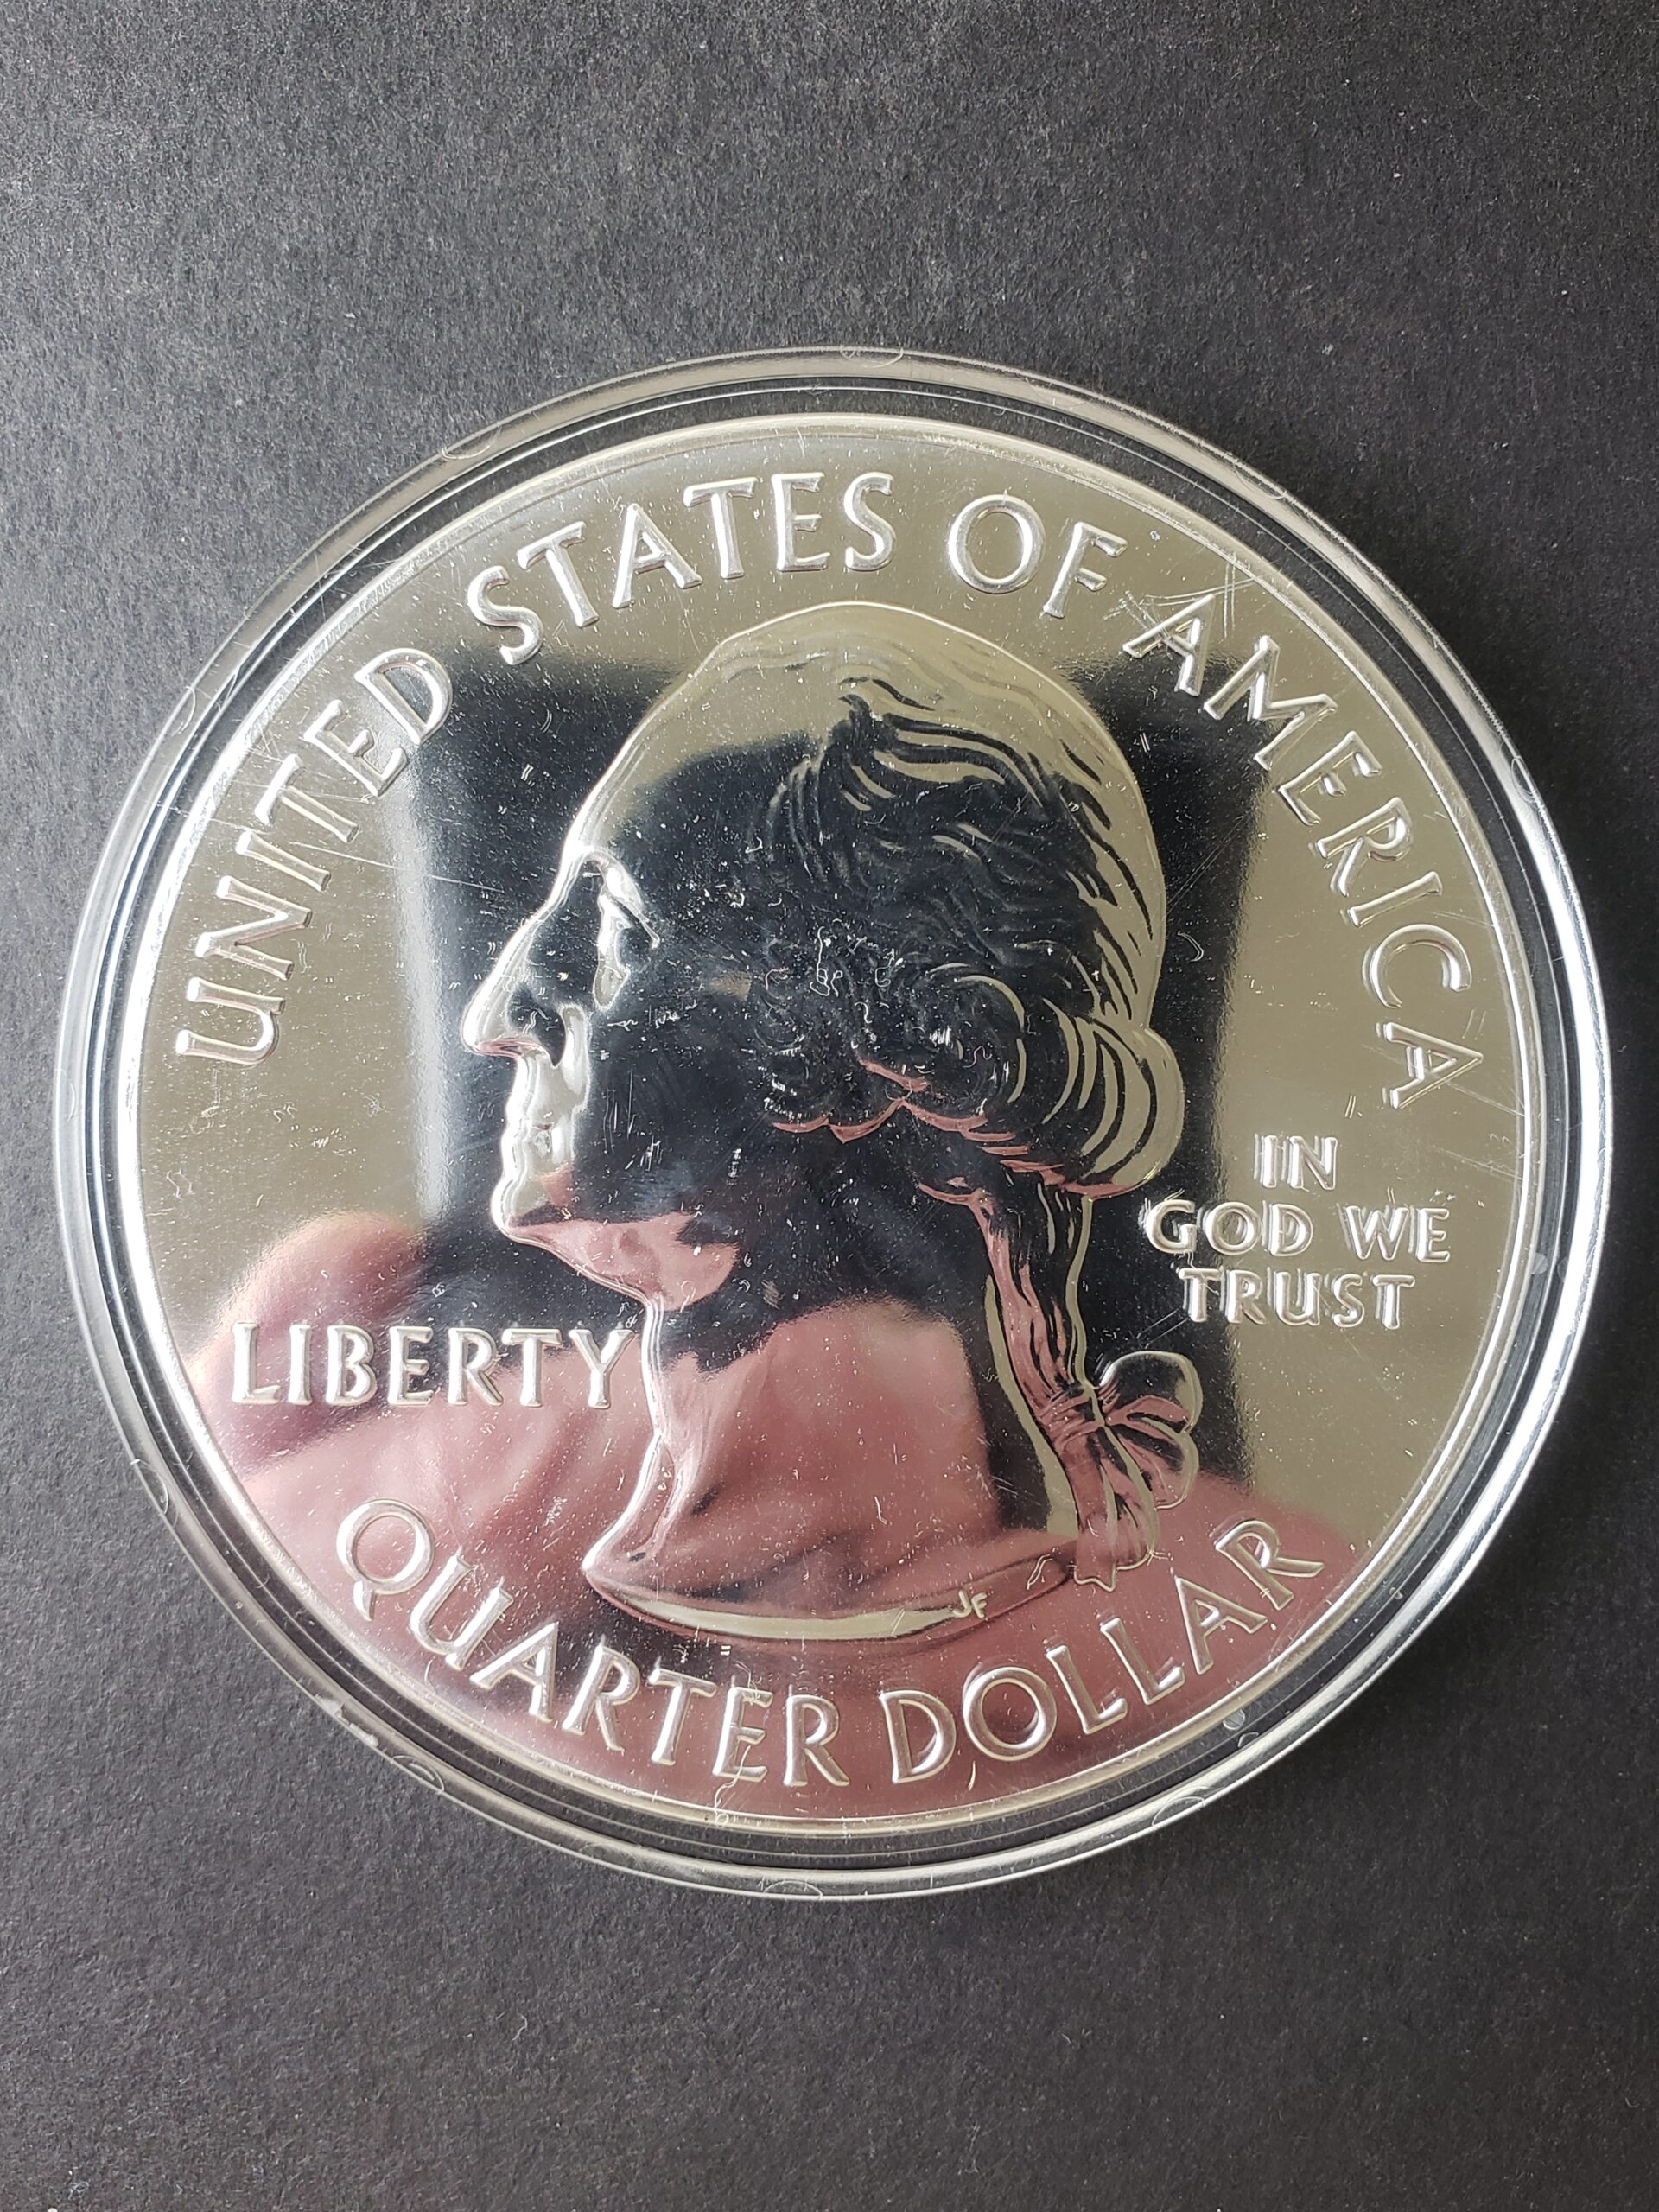 UNITED STATES OF AMERICA
IN
GOD WE
TRUST
LIBERTY
JF
QUARTER DOLLAR